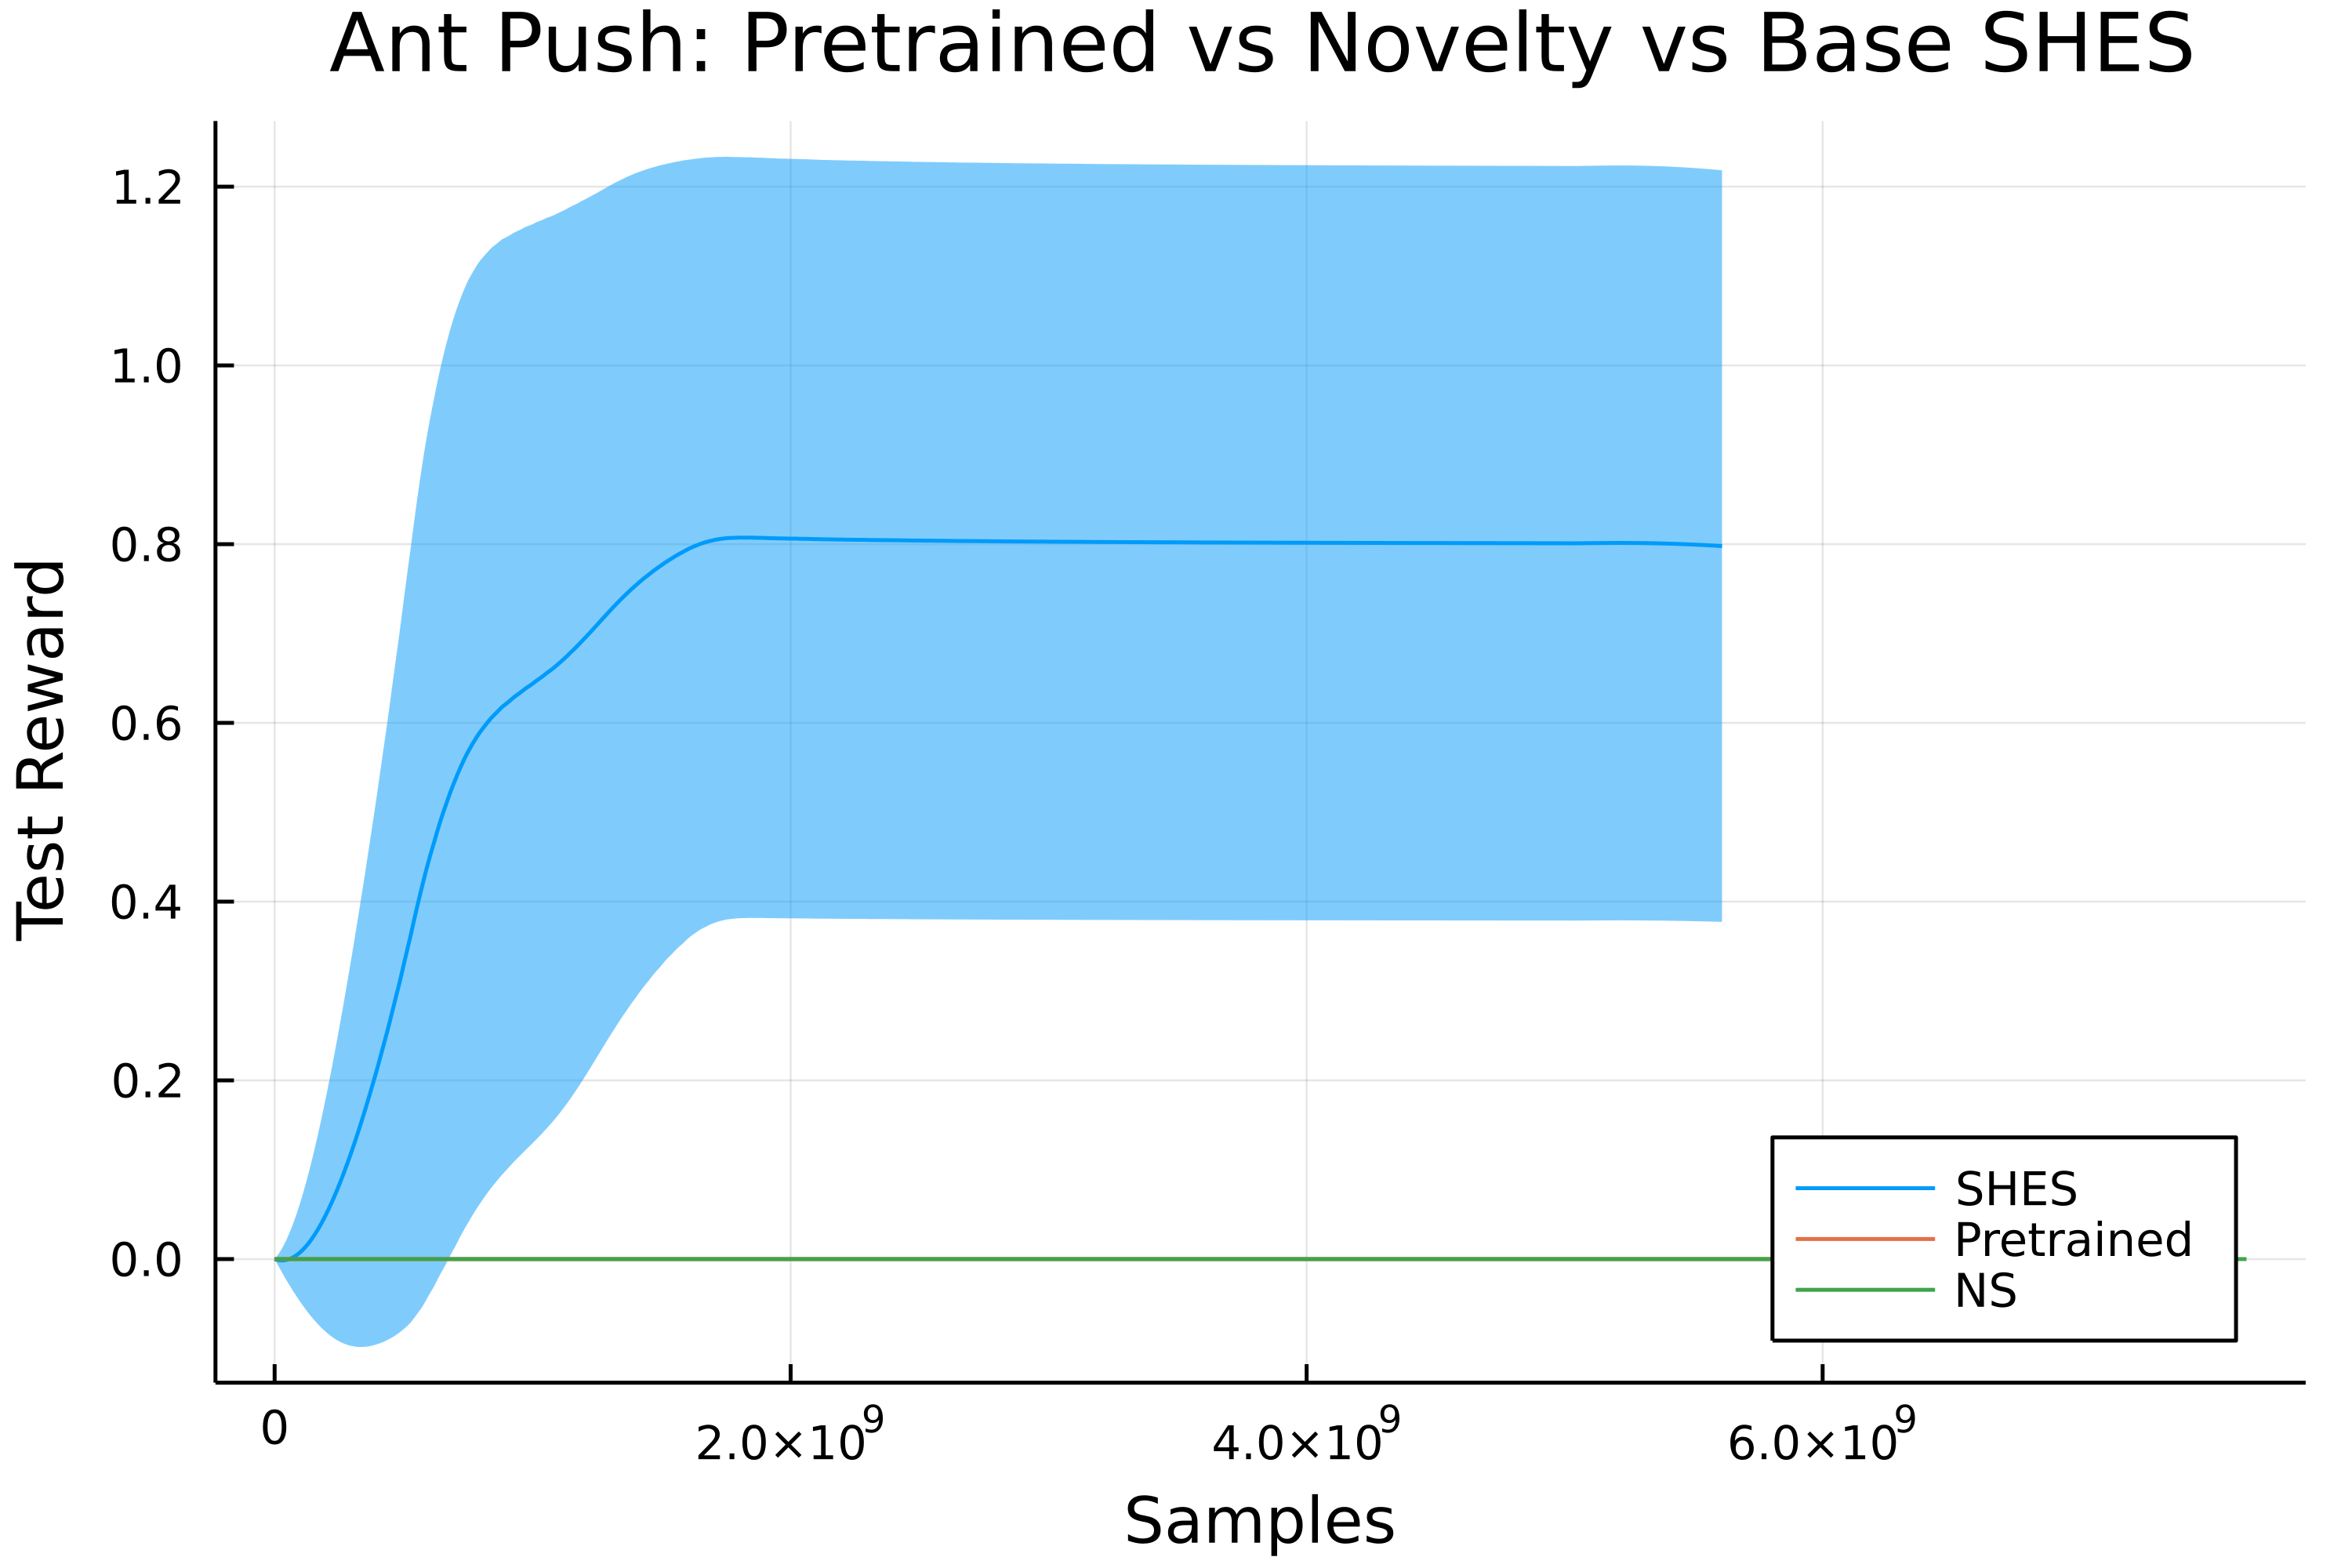 Ant Push: Pretrained vs Novelty vs Base SHES
Test Reward
1.2
1.0
0.8
0.6
0.4
0.2
0.0
0
2.0×10⁹
4.0×10⁹
6.0×10⁹
Samples
SHES
Pretrained
NS